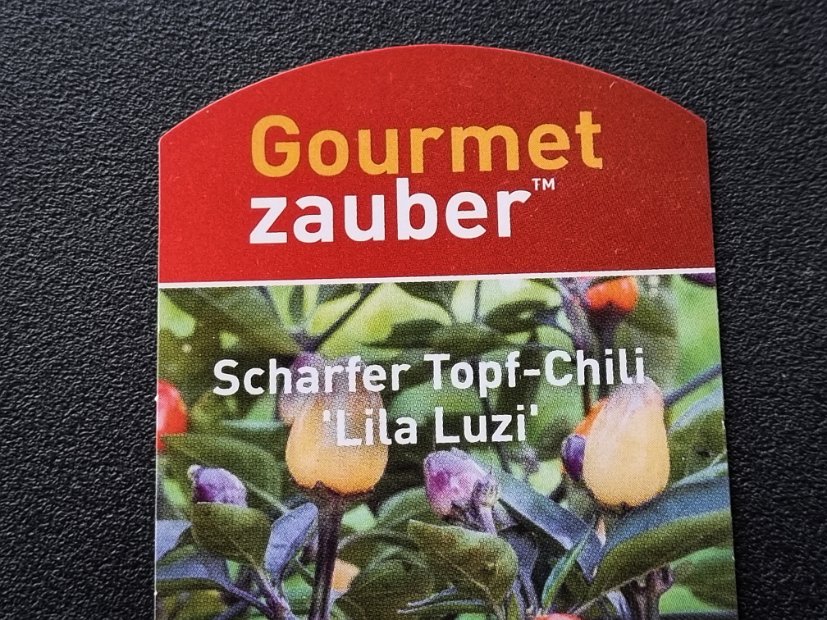 Gourmet
zauber™
Scharfer Topf-Chili
'Lila Luzi'